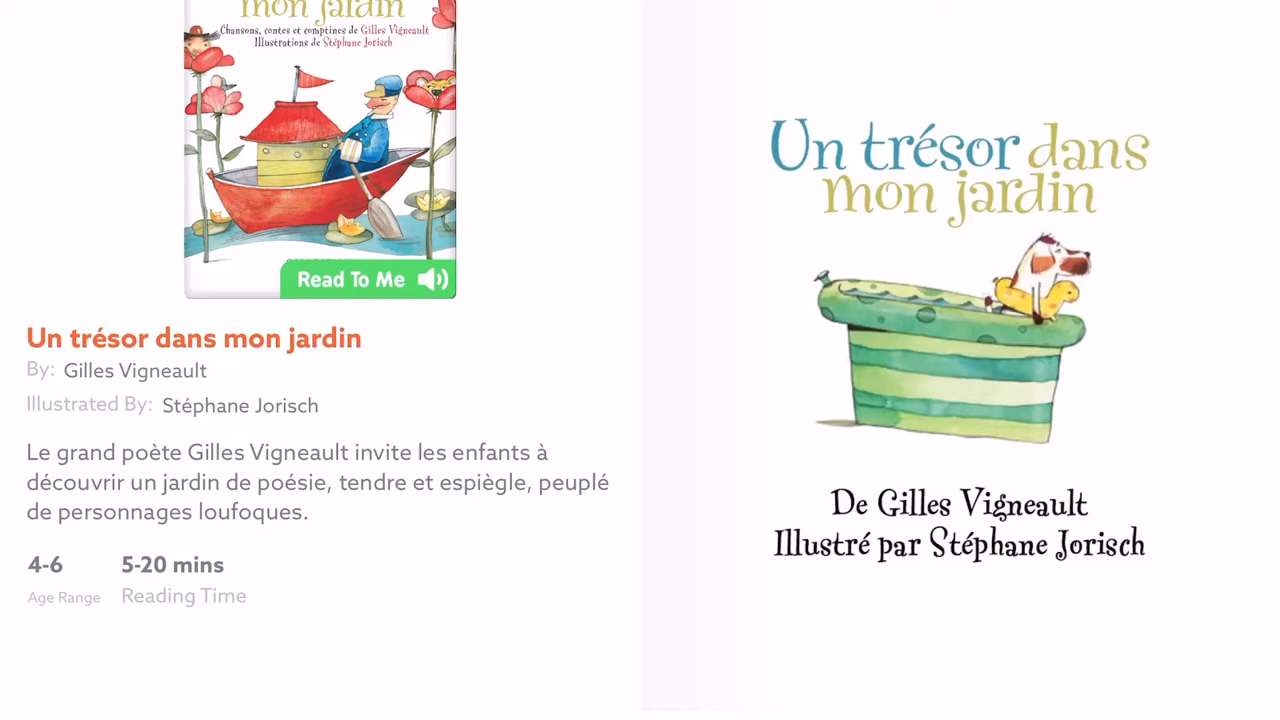 mon jardin
Chansons, contes et comptines de Gilles Vigneault
Illustrations de Stéphane Jorisch
Read To Me
Un trésor dans mon jardin
By: Gilles Vigneault
Illustrated By: Stéphane Jorisch
Le grand poète Gilles Vigneault invite les enfants à
découvrir un jardin de poésie, tendre et espiègle, peuplé
de personnages loufoques.
4-6 5-20 mins
Age Range Reading Time
Un trésor dans
mon jardin
De Gilles Vigneault
Illustré par Stéphane Jorisch